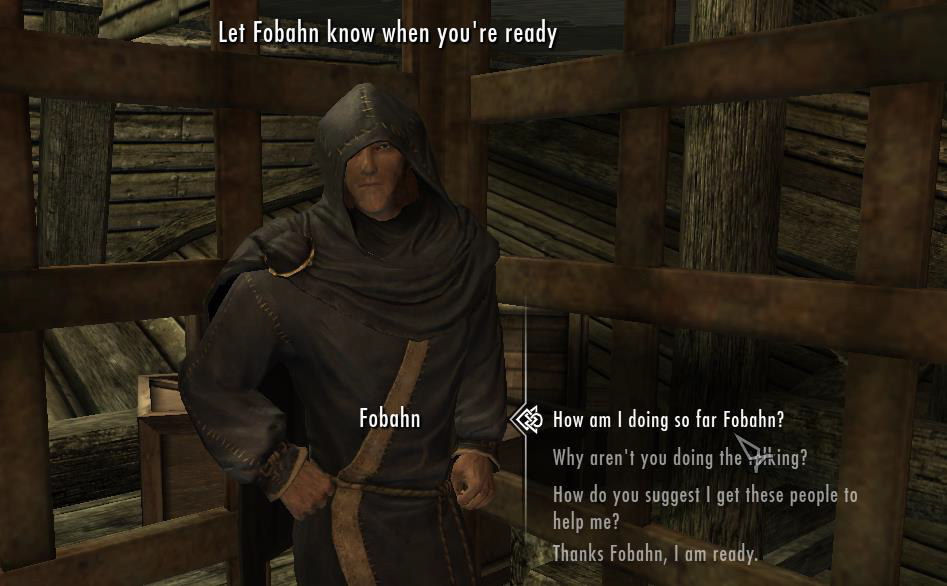 Let Fobahn know when you're ready
Fobahn
How am I doing so far Fobahn?
Why aren't you doing the talking?
How do you suggest I get these people to
help me?
Thanks Fobahn, I am ready.